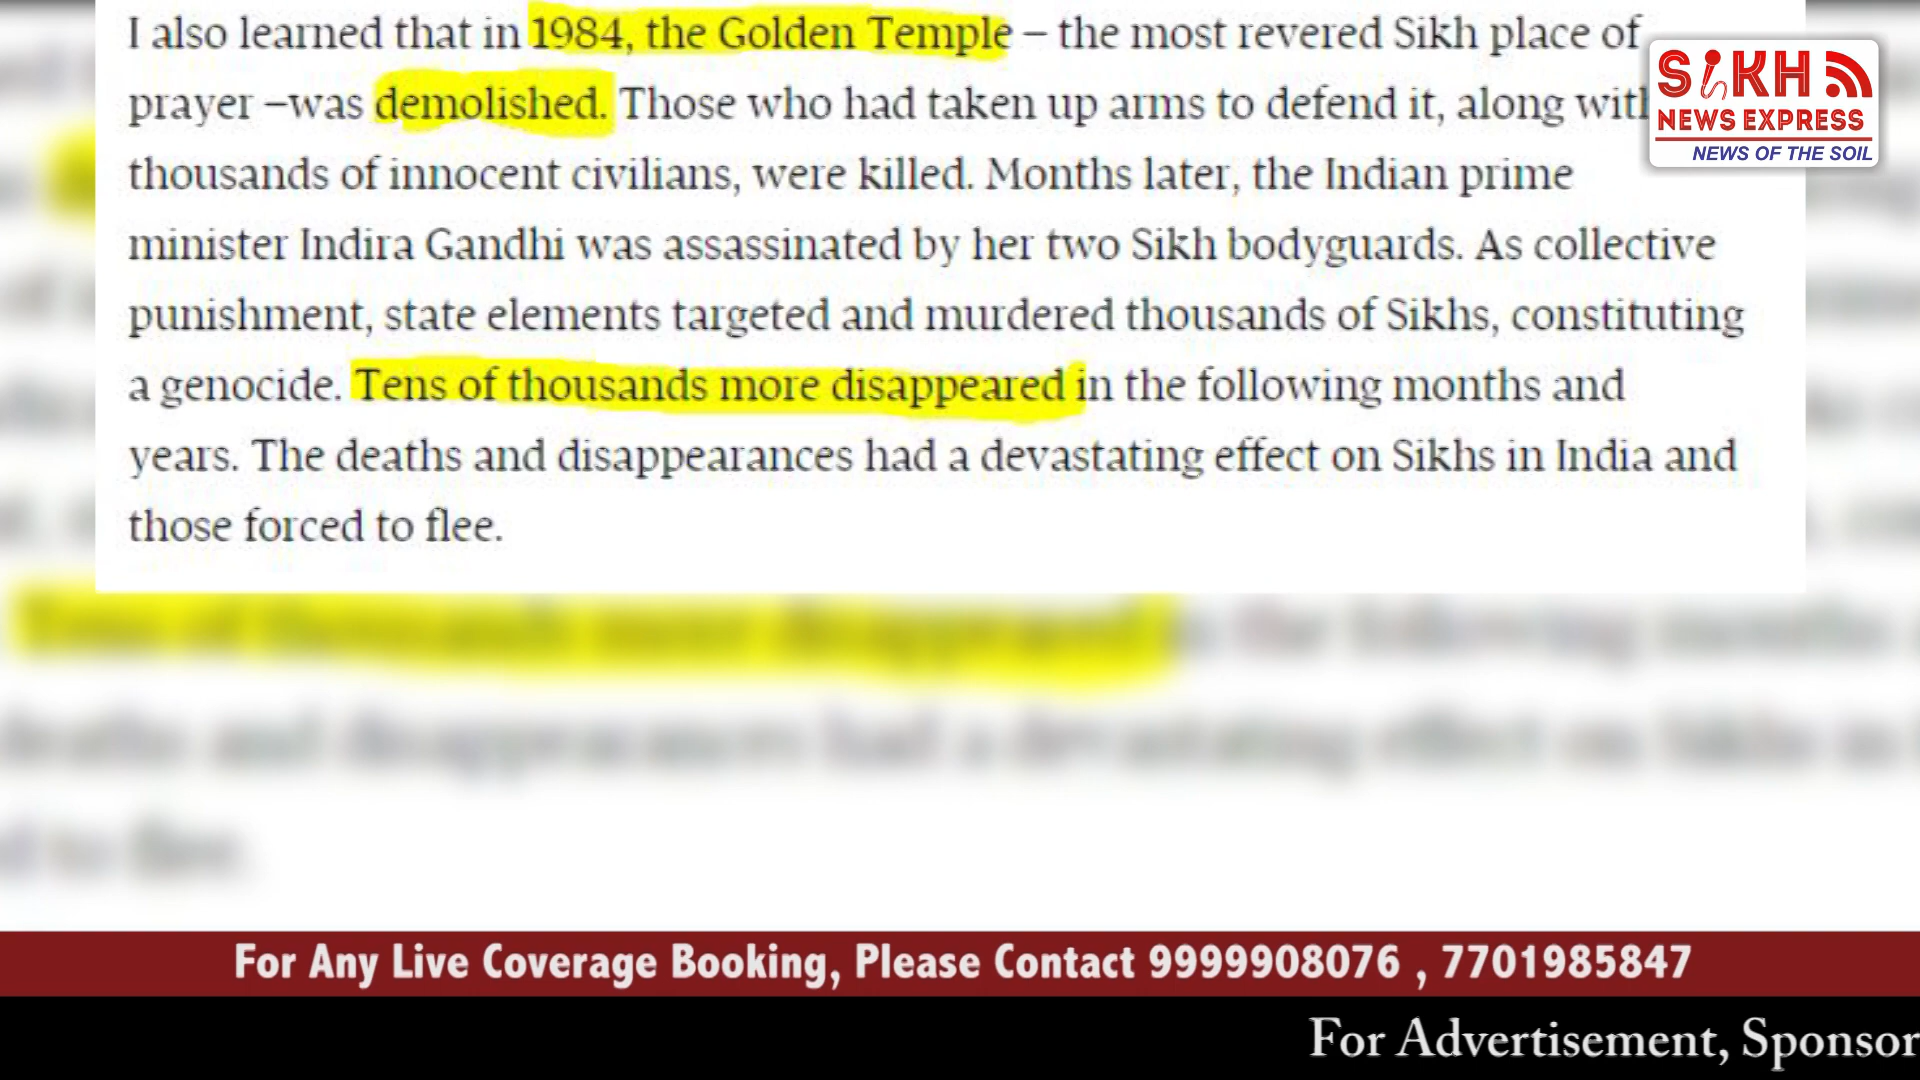 I also learned that in 1984, the Golden Temple – the most revered Sikh place of
prayer –was demolished. Those who had taken up arms to defend it, along with
thousands of innocent civilians, were killed. Months later, the Indian prime
minister Indira Gandhi was assassinated by her two Sikh bodyguards. As collective
punishment, state elements targeted and murdered thousands of Sikhs, constituting
a genocide. Tens of thousands more disappeared in the following months and
years. The deaths and disappearances had a devastating effect on Sikhs in India and
those forced to flee.
SiKH
NEWS EXPRESS
NEWS OF THE SOIL
For Any Live Coverage Booking, Please Contact 9999908076 , 7701985847
For Advertisement, Sponsor